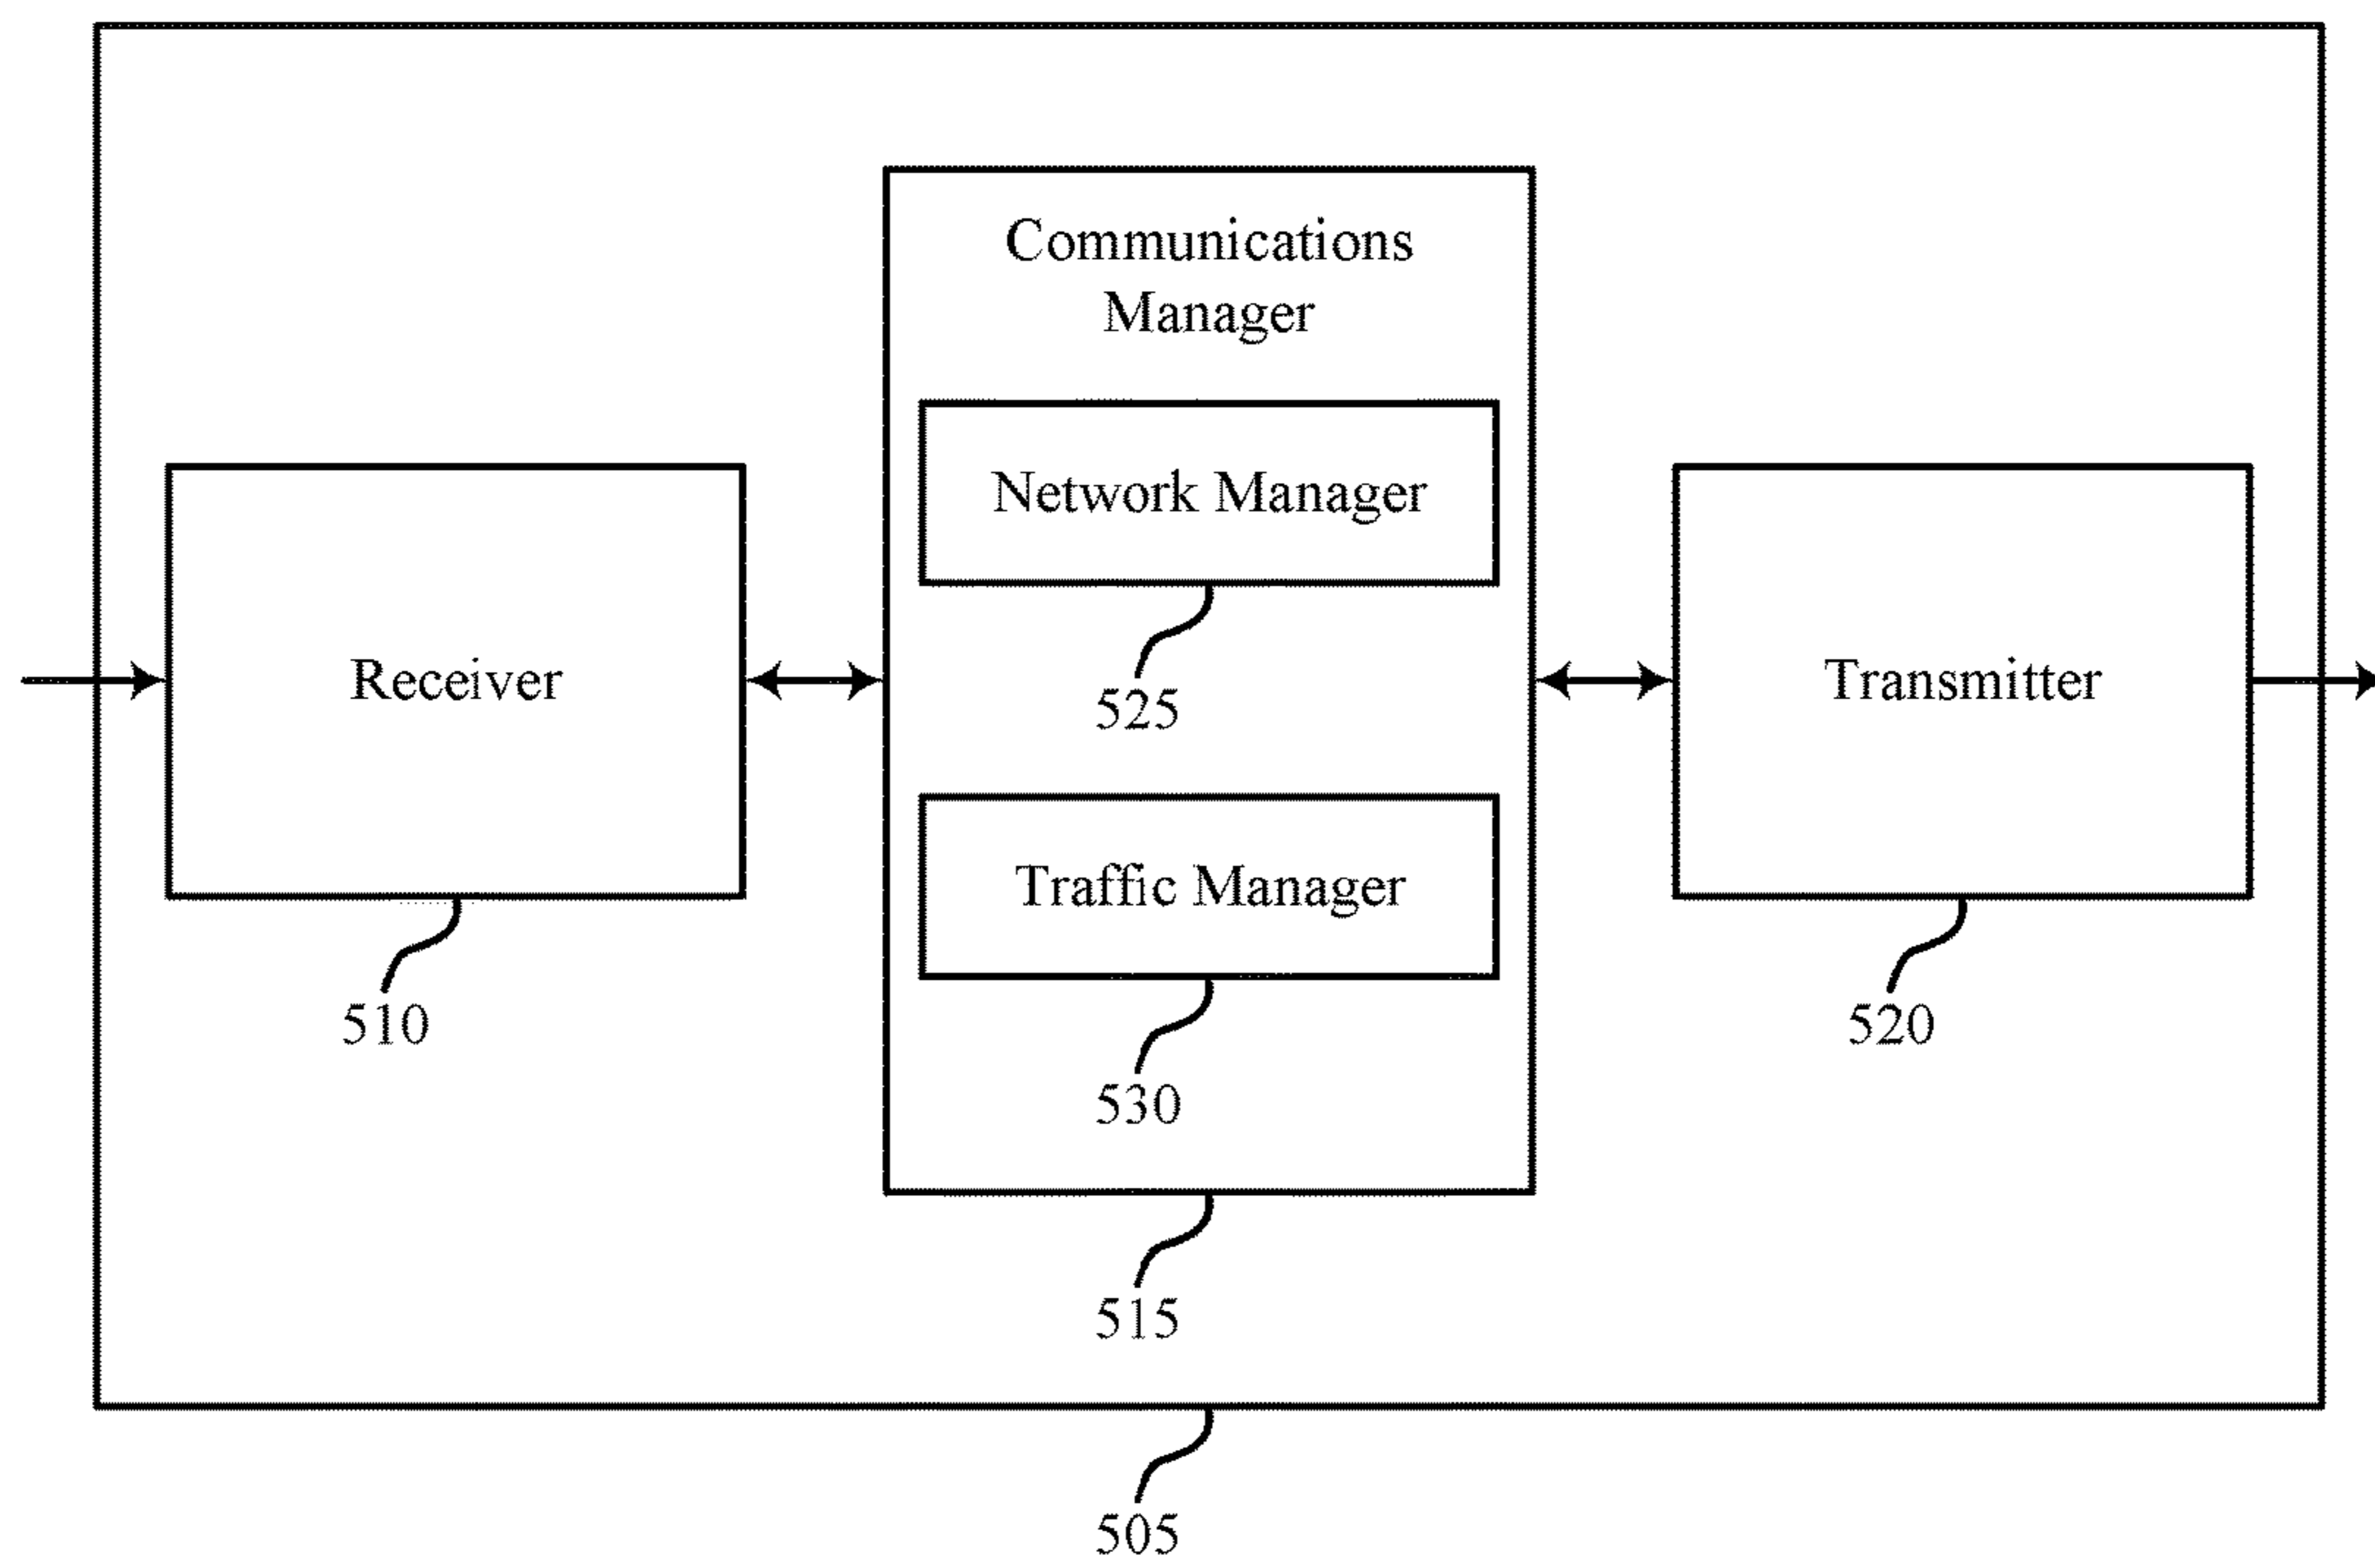 Communications
Manager
Network Manager
525
Receiver
Transmitter
Traffic Manager
510
520
530
515
505